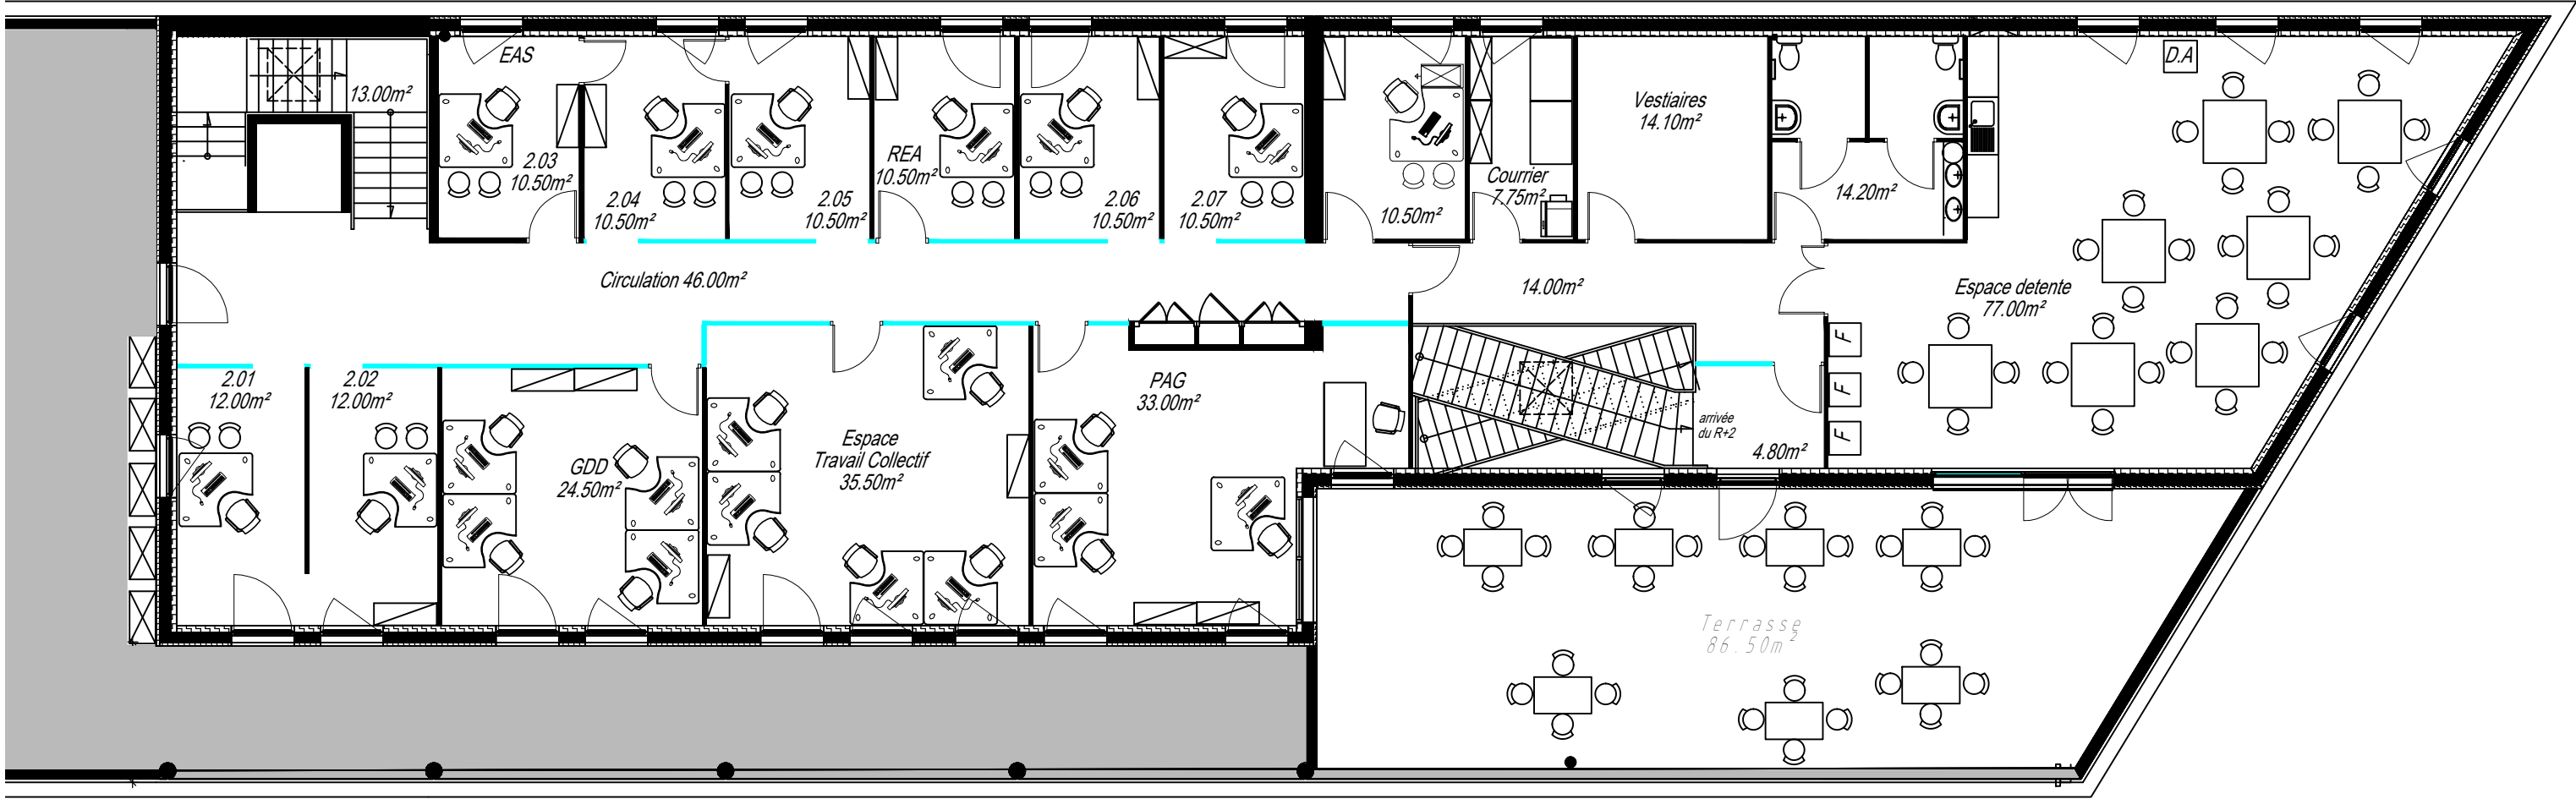 EAS
D.A
13.00m²
Vestiaires
14.10m²
2.03
10.50m²
REA
10.50m²
Courrier
7.75m²
2.04
10.50m²
2.05
10.50m²
2.06
10.50m²
2.07
10.50m²
10.50m²
14.20m²
Circulation 46.00m²
14.00m²
Espace detente
77.00m²
F
F
F
2.01
12.00m²
2.02
12.00m²
PAG
33.00m²
arrivée
du R+2
4.80m²
Espace
Travail Collectif
35.50m²
GDD
24.50m²
Terrasse
86.50m²